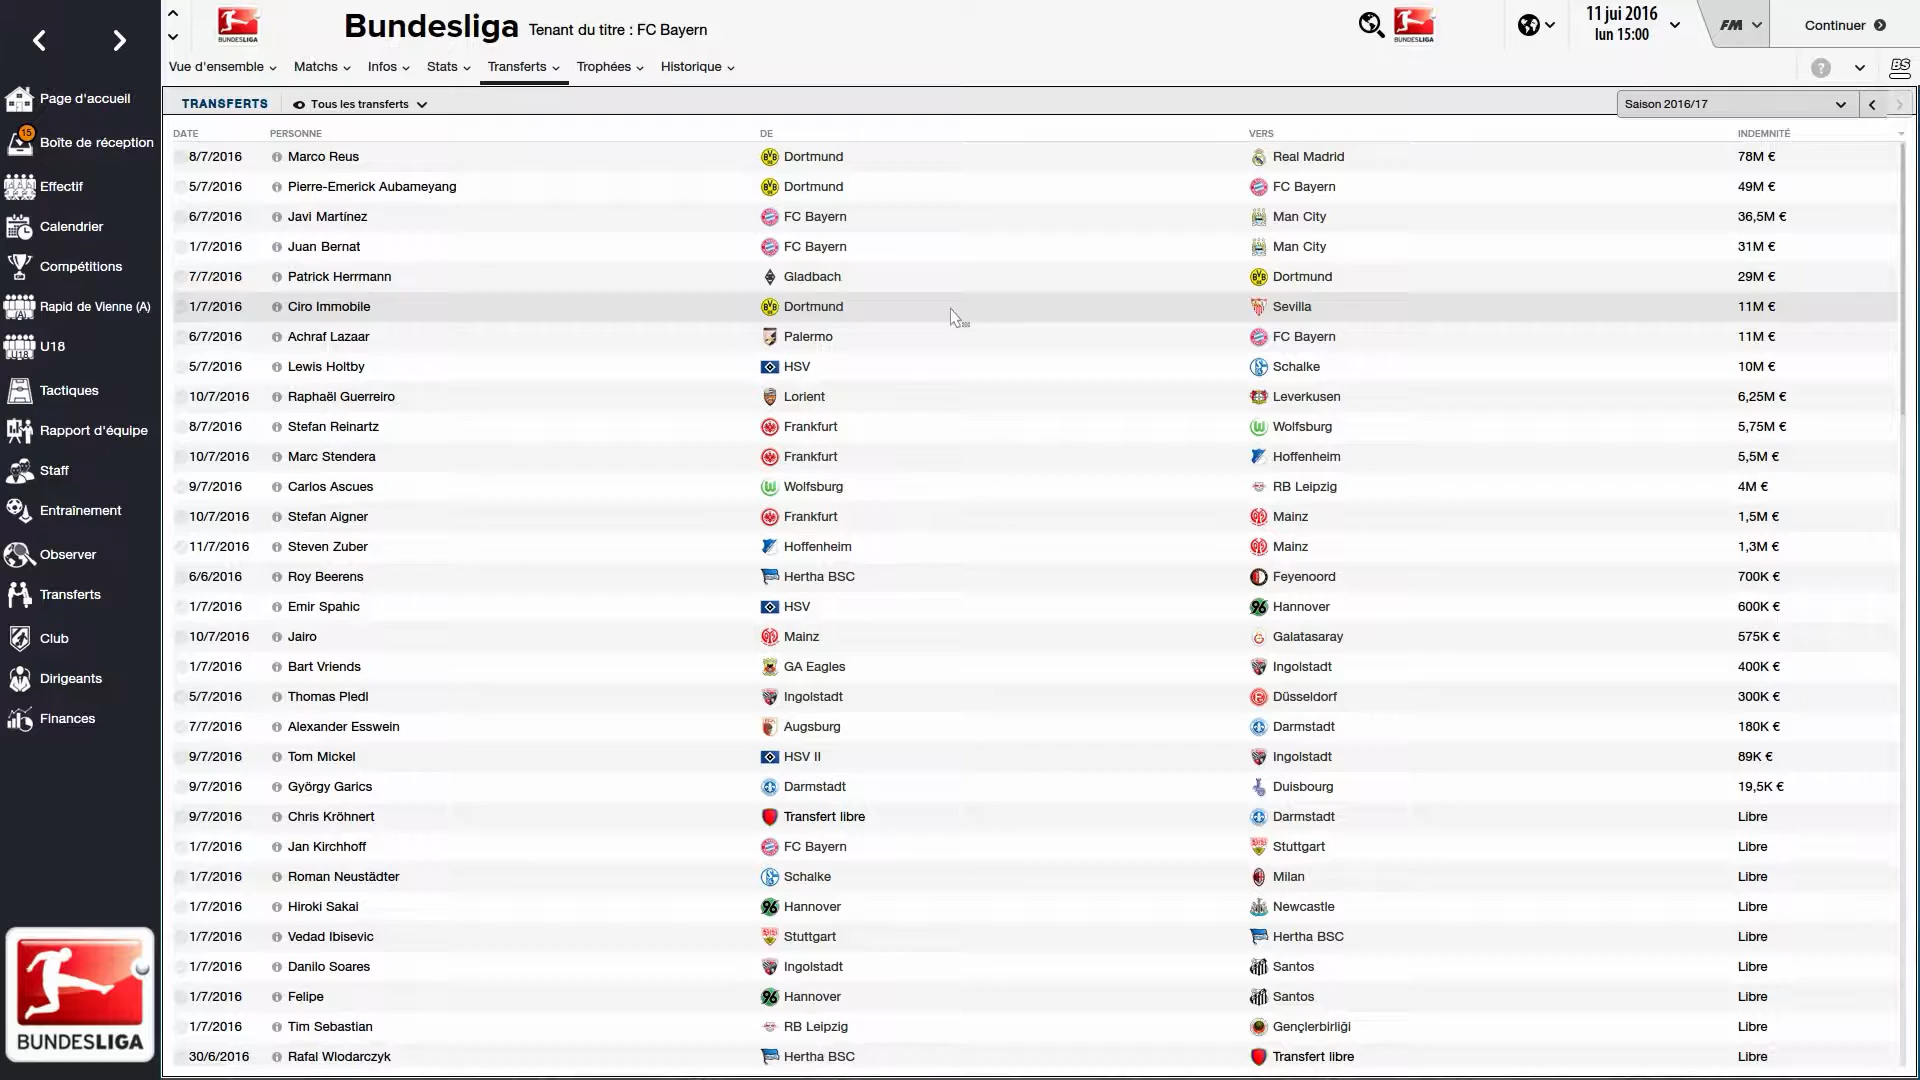 Bundesliga Tenant du titre : FC Bayern
11 jui 2016
lun 15:00
FM
Continuer
Vue d'ensemble Matchs Infos Stats Transferts Trophées Historique
? BS
TRANSFERTS Tous les transferts Saison 2016/17
DATE PERSONNE DE VERS INDEMNITÉ
8/7/2016 Marco Reus Dortmund Real Madrid 78M €
5/7/2016 Pierre-Emerick Aubameyang Dortmund FC Bayern 49M €
6/7/2016 Javi Martínez FC Bayern Man City 36,5M €
1/7/2016 Juan Bernat FC Bayern Man City 31M €
7/7/2016 Patrick Herrmann Gladbach Dortmund 29M €
1/7/2016 Ciro Immobile Dortmund Sevilla 11M €
6/7/2016 Achraf Lazaar Palermo FC Bayern 11M €
5/7/2016 Lewis Holtby HSV Schalke 10M €
10/7/2016 Raphaël Guerreiro Lorient Leverkusen 6,25M €
8/7/2016 Stefan Reinartz Frankfurt Wolfsburg 5,75M €
10/7/2016 Marc Stendera Frankfurt Hoffenheim 5,5M €
9/7/2016 Carlos Ascues Wolfsburg RB Leipzig 4M €
10/7/2016 Stefan Aigner Frankfurt Mainz 1,5M €
11/7/2016 Steven Zuber Hoffenheim Mainz 1,3M €
6/6/2016 Roy Beerens Hertha BSC Feyenoord 700K €
1/7/2016 Emir Spahic HSV Hannover 600K €
10/7/2016 Jairo Mainz Galatasaray 575K €
1/7/2016 Bart Vriends GA Eagles Ingolstadt 400K €
5/7/2016 Thomas Pledl Ingolstadt Düsseldorf 300K €
7/7/2016 Alexander Esswein Augsburg Darmstadt 180K €
9/7/2016 Tom Mickel HSV II Ingolstadt 89K €
9/7/2016 György Garics Darmstadt Duisbourg 19,5K €
9/7/2016 Chris Kröhnert Transfert libre Darmstadt Libre
1/7/2016 Jan Kirchhoff FC Bayern Stuttgart Libre
1/7/2016 Roman Neustädter Schalke Milan Libre
1/7/2016 Hiroki Sakai Hannover Newcastle Libre
1/7/2016 Vedad Ibisevic Stuttgart Hertha BSC Libre
1/7/2016 Danilo Soares Ingolstadt Santos Libre
1/7/2016 Felipe Hannover Santos Libre
1/7/2016 Tim Sebastian RB Leipzig Gençlerbirliği Libre
30/6/2016 Rafal Wlodarczyk Hertha BSC Transfert libre Libre
Page d'accueil
15
Boîte de réception
Effectif
Calendrier
Compétitions
Rapid de Vienne (A)
U18
Tactiques
Rapport d'équipe
Staff
Entraînement
Observer
Transferts
Club
Dirigeants
Finances
BUNDESLIGA